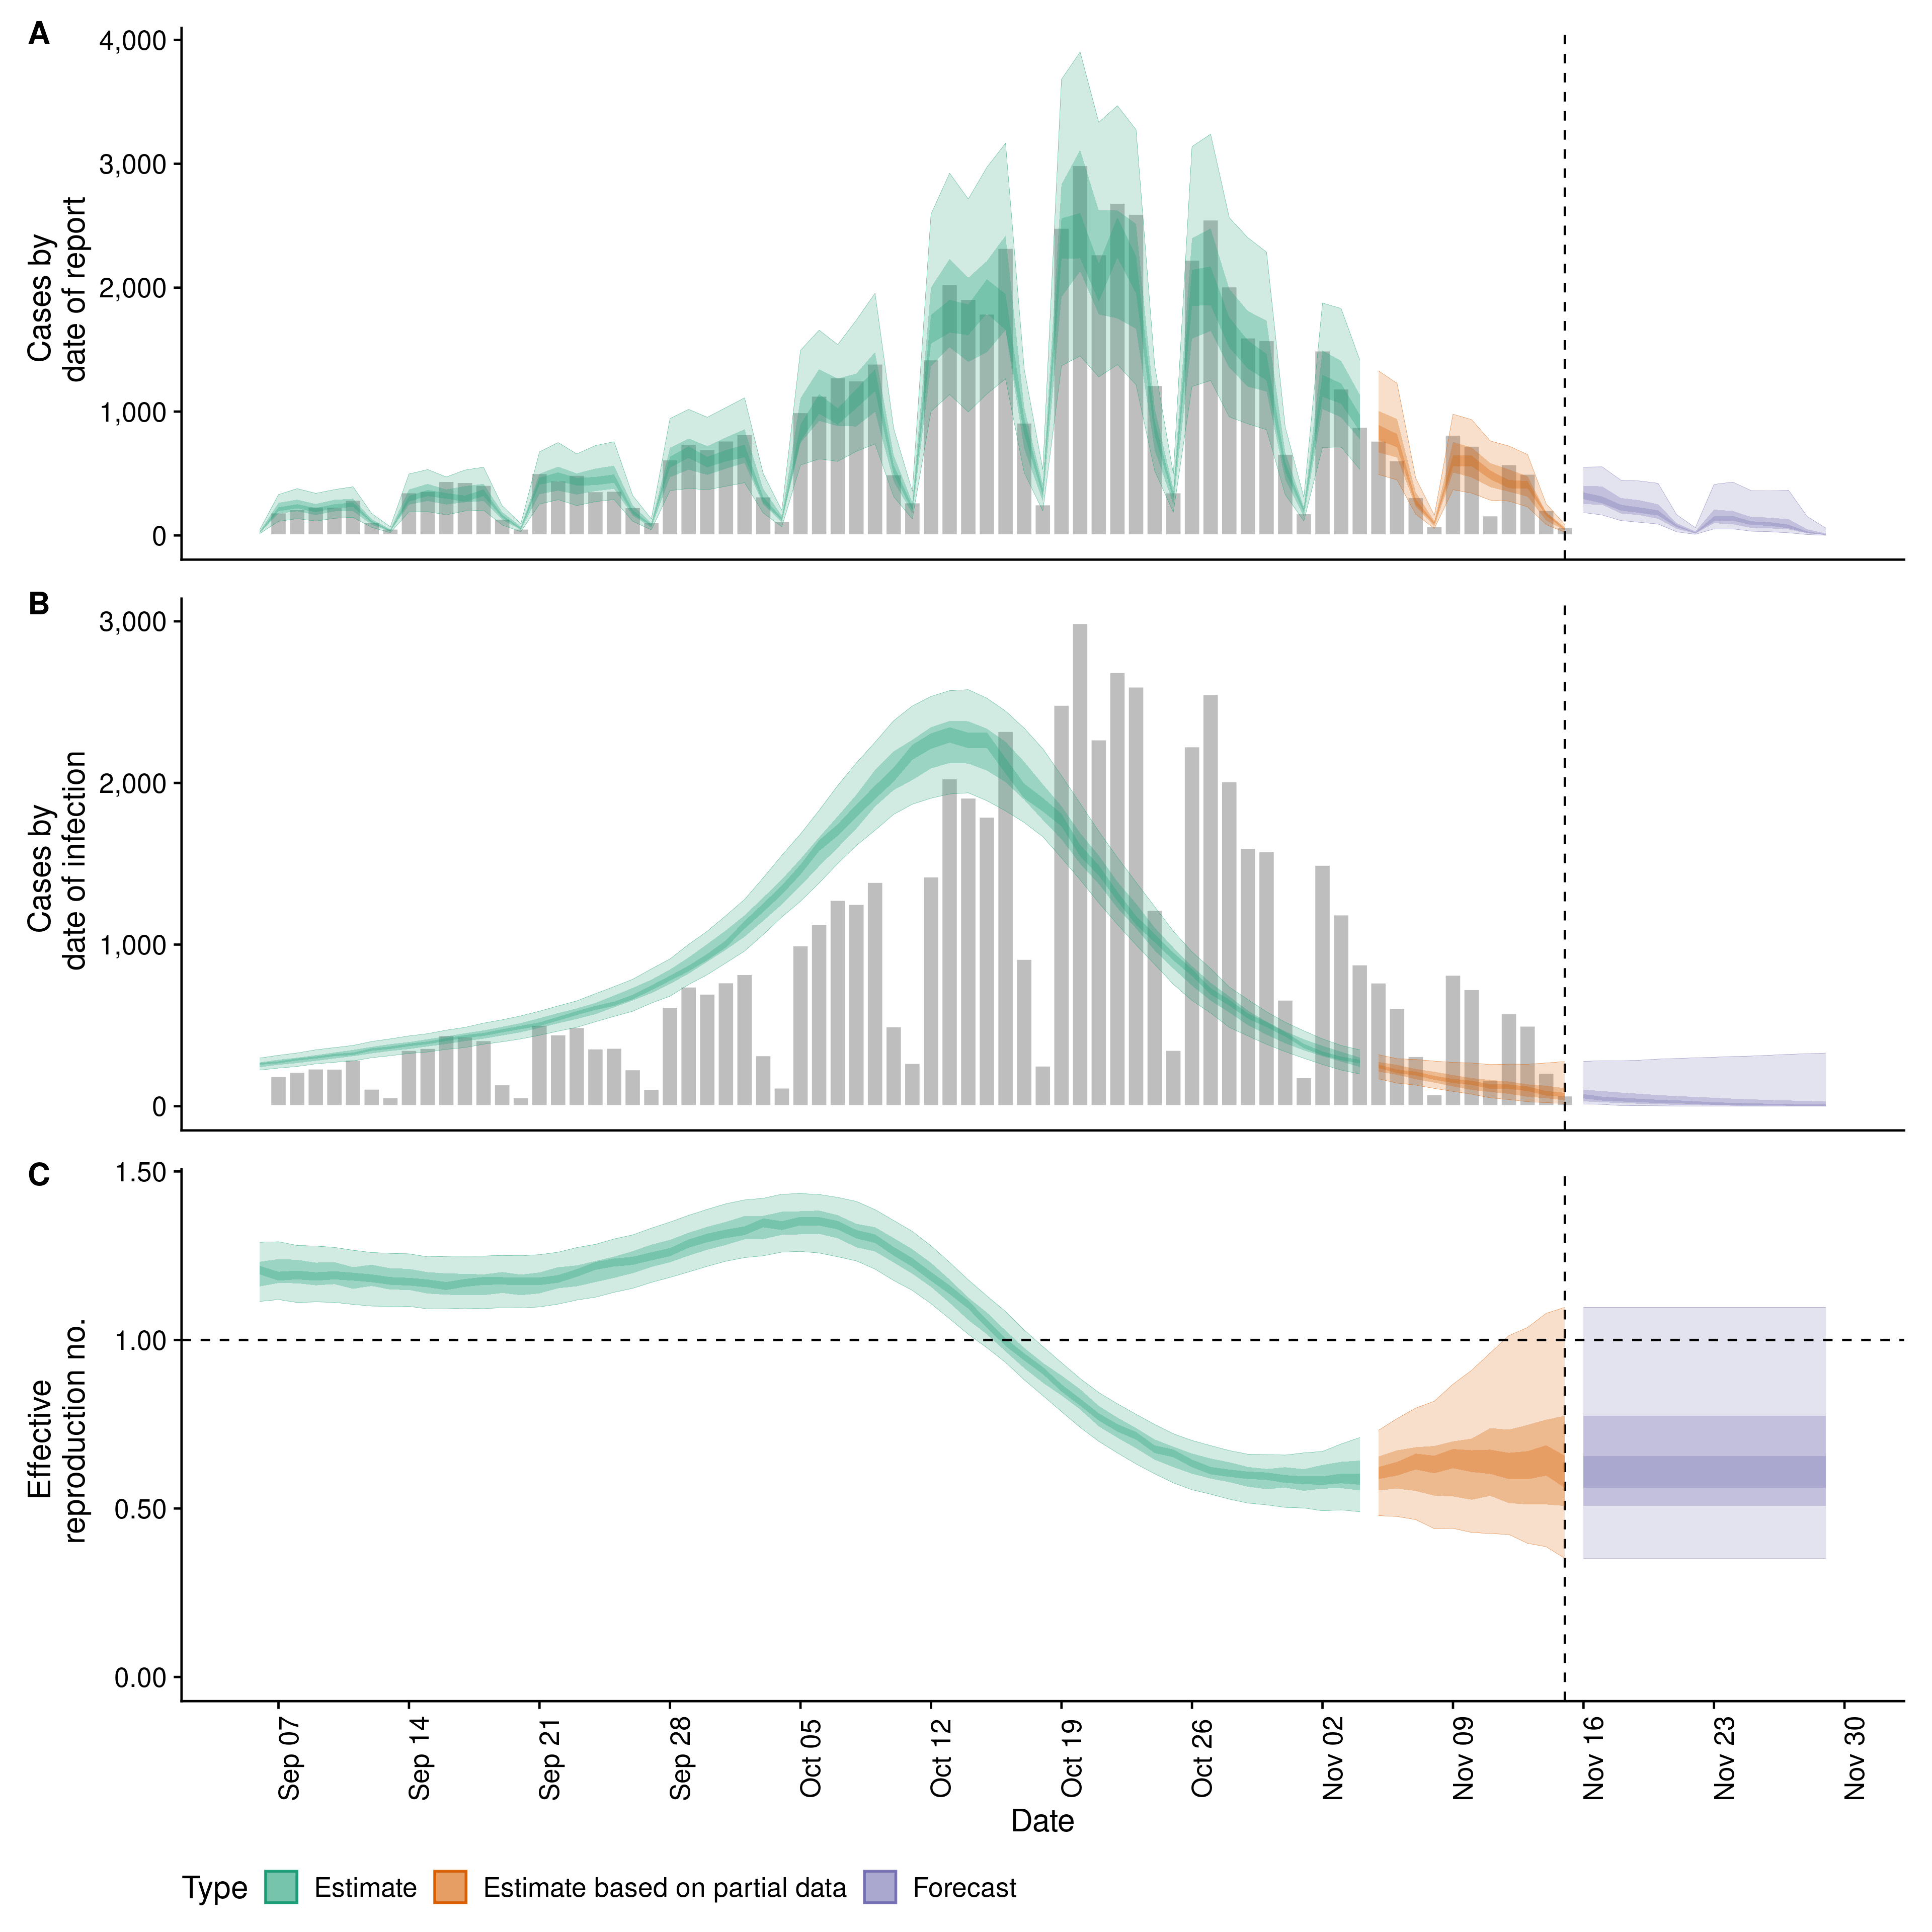 A
4,000
3,000
2,000
1,000
0
Cases by
date of report
B
3,000
2,000
1,000
0
Cases by
date of infection
C
1.50
1.00
0.50
0.00
Effective
reproduction no.
Sep 07
Sep 14
Sep 21
Sep 28
Oct 05
Oct 12
Oct 19
Oct 26
Nov 02
Nov 09
Nov 16
Nov 23
Nov 30
Date
Type Estimate Estimate based on partial data Forecast